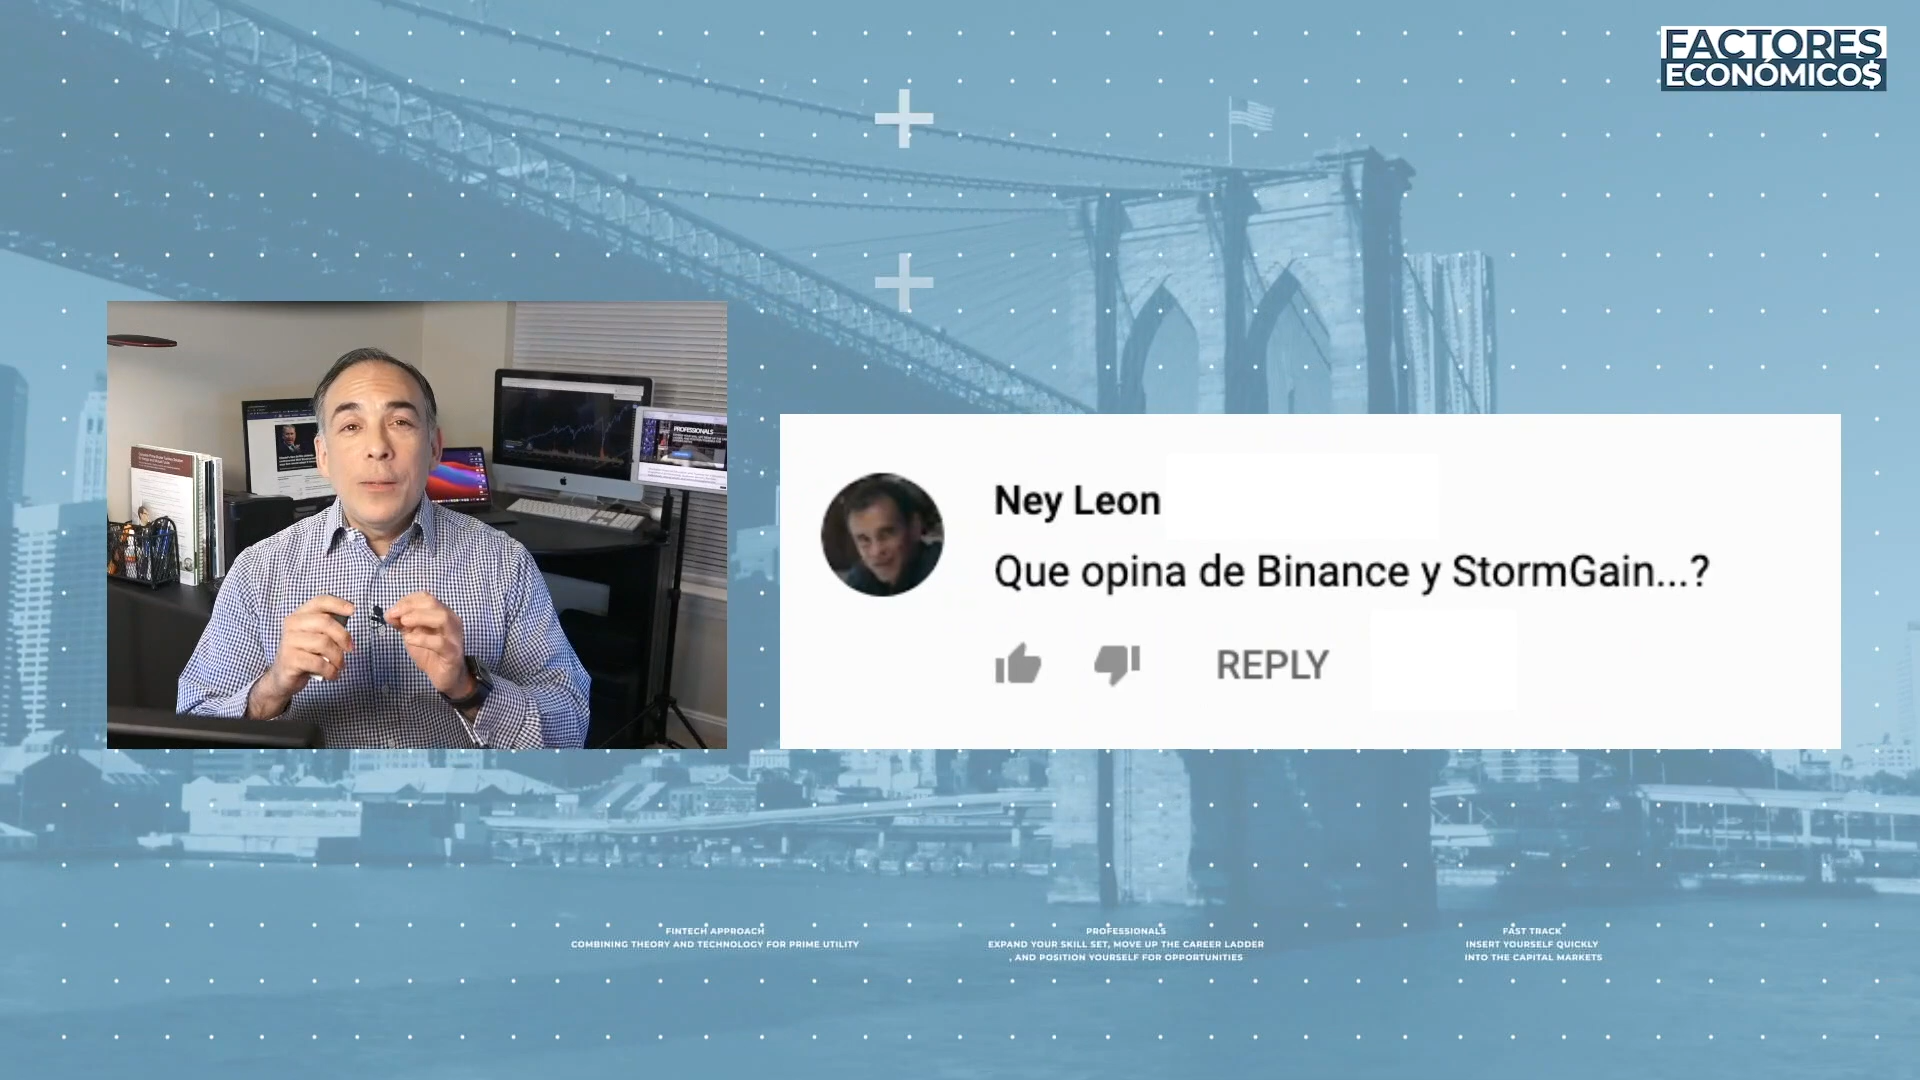 FACTORES
ECONÓMICO$
PROFESSIONALS
Ney Leon
Que opina de Binance y StormGain...?
REPLY
FINTECH APPROACH
COMBINING THEORY AND TECHNOLOGY FOR PRIME UTILITY
PROFESSIONALS
EXPAND YOUR SKILL SET, MOVE UP THE CAREER LADDER
, AND POSITION YOURSELF FOR OPPORTUNITIES
FAST TRACK
INSERT YOURSELF QUICKLY
INTO THE CAPITAL MARKETS